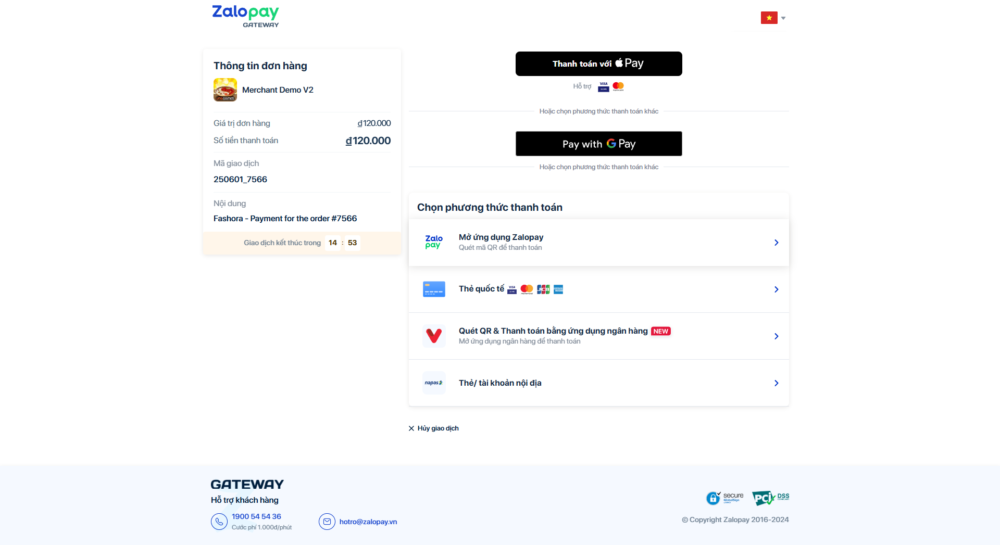 Zalopay
GATEWAY
Thông tin đơn hàng
Merchant Demo V2
Giá trị đơn hàng
₫120.000
Số tiền thanh toán
₫120.000
Mã giao dịch
250601_7566
Nội dung
Fashora - Payment for the order #7566
Giao dịch kết thúc trong 14 : 53
Thanh toán với Pay
Hỗ trợ VISA
Hoặc chọn phương thức thanh toán khác
Pay with G Pay
Hoặc chọn phương thức thanh toán khác
Chọn phương thức thanh toán
Zalo pay
Mở ứng dụng Zalopay
Quét mã QR để thanh toán
Thẻ quốc tế VISA JCB
Quét QR & Thanh toán bằng ứng dụng ngân hàng NEW
Mở ứng dụng ngân hàng để thanh toán
napas
Thẻ/ tài khoản nội địa
Hủy giao dịch
GATEWAY
Hỗ trợ khách hàng
1900 54 54 36
Cước phí 1.000đ/phút
hotro@zalopay.vn
secure
GlobalSign
PCI DSS
© Copyright Zalopay 2016-2024